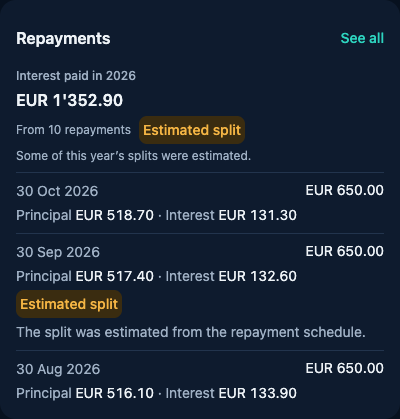 Repayments See all
Interest paid in 2026
EUR 1'352.90
From 10 repayments Estimated split
Some of this year’s splits were estimated.
30 Oct 2026 EUR 650.00
Principal EUR 518.70 · Interest EUR 131.30
30 Sep 2026 EUR 650.00
Principal EUR 517.40 · Interest EUR 132.60
Estimated split
The split was estimated from the repayment schedule.
30 Aug 2026 EUR 650.00
Principal EUR 516.10 · Interest EUR 133.90